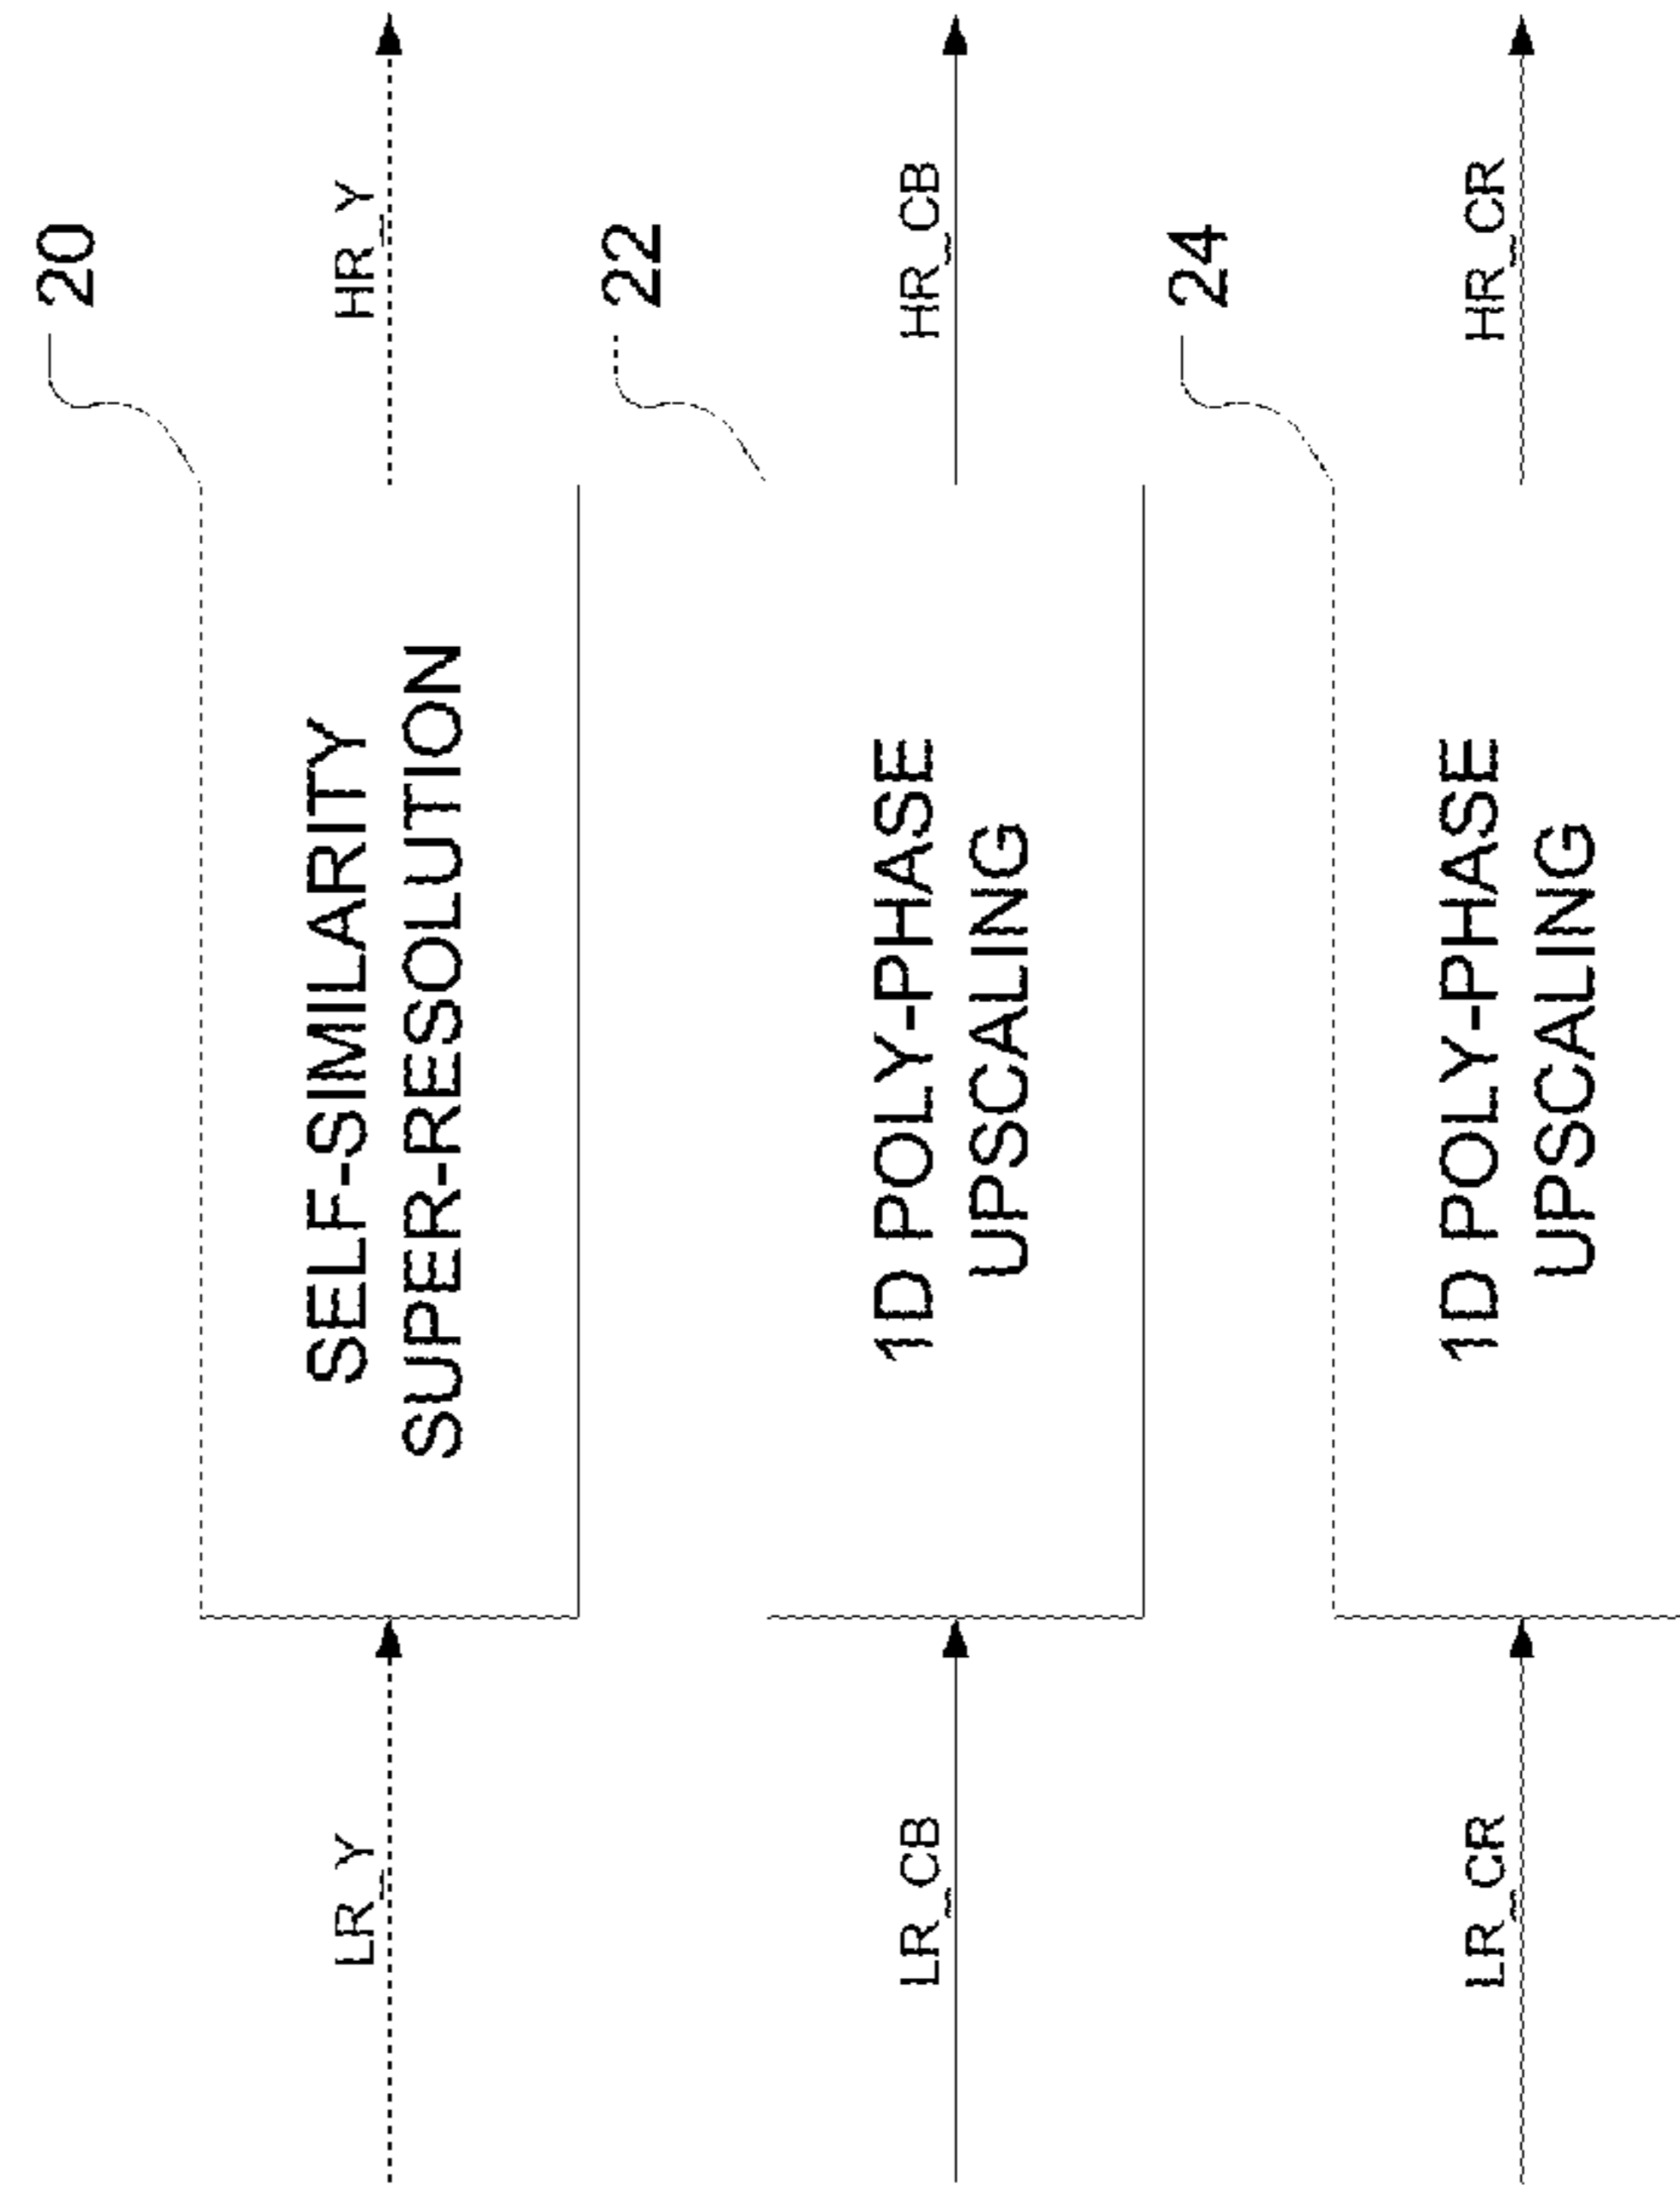 20
LR_Y
SELF-SIMILARITY
SUPER-RESOLUTION
HR_Y
22
LR_CB
1D POLY-PHASE
UPSCALING
HR_CB
24
LR_CR
1D POLY-PHASE
UPSCALING
HR_CR